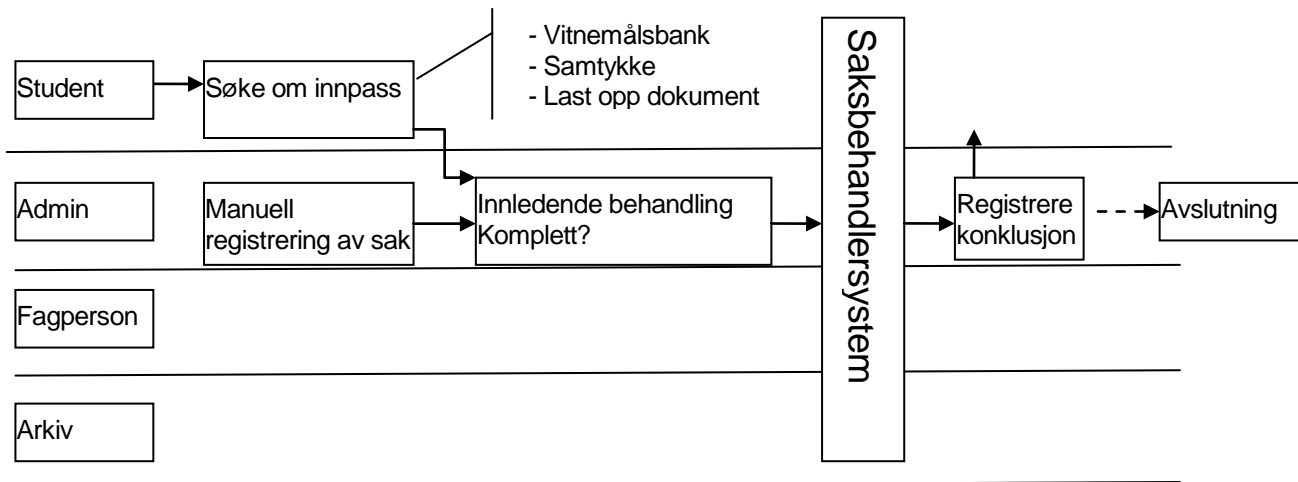 - Vitnemålsbank
- Samtykke
- Last opp dokument
Student
Søke om innpass
Saksbehandlersystem
Admin
Manuell
registrering av sak
Innledende behandling
Komplett?
Registrere
konklusjon
Avslutning
Fagperson
Arkiv